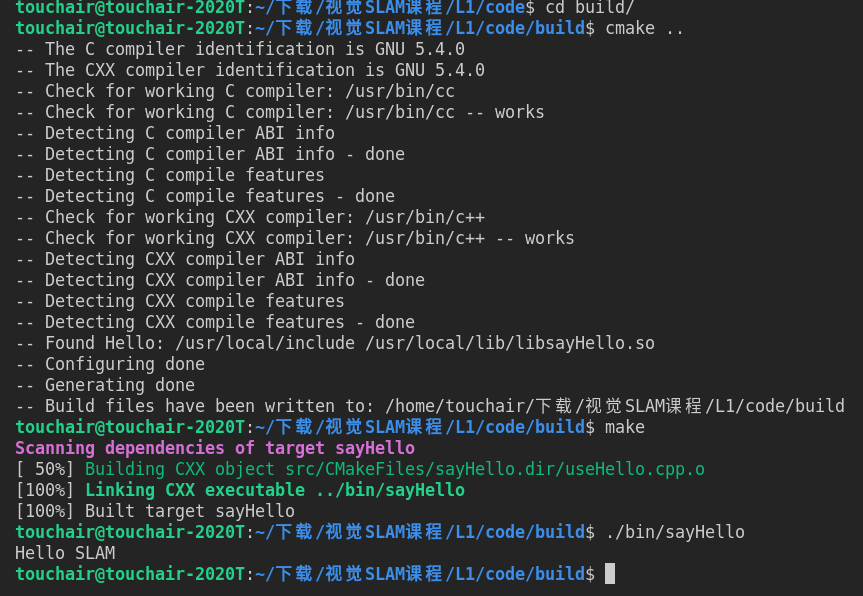 touchair@touchair-2020T:~/下载/视觉SLAM课程/L1/code$ cd build/
touchair@touchair-2020T:~/下载/视觉SLAM课程/L1/code/build$ cmake ..
-- The C compiler identification is GNU 5.4.0
-- The CXX compiler identification is GNU 5.4.0
-- Check for working C compiler: /usr/bin/cc
-- Check for working C compiler: /usr/bin/cc -- works
-- Detecting C compiler ABI info
-- Detecting C compiler ABI info - done
-- Detecting C compile features
-- Detecting C compile features - done
-- Check for working CXX compiler: /usr/bin/c++
-- Check for working CXX compiler: /usr/bin/c++ -- works
-- Detecting CXX compiler ABI info
-- Detecting CXX compiler ABI info - done
-- Detecting CXX compile features
-- Detecting CXX compile features - done
-- Found Hello: /usr/local/include /usr/local/lib/libsayHello.so
-- Configuring done
-- Generating done
-- Build files have been written to: /home/touchair/下载/视觉SLAM课程/L1/code/build
touchair@touchair-2020T:~/下载/视觉SLAM课程/L1/code/build$ make
Scanning dependencies of target sayHello
[ 50%] Building CXX object src/CMakeFiles/sayHello.dir/useHello.cpp.o
[100%] Linking CXX executable ../bin/sayHello
[100%] Built target sayHello
touchair@touchair-2020T:~/下载/视觉SLAM课程/L1/code/build$ ./bin/sayHello
Hello SLAM
touchair@touchair-2020T:~/下载/视觉SLAM课程/L1/code/build$